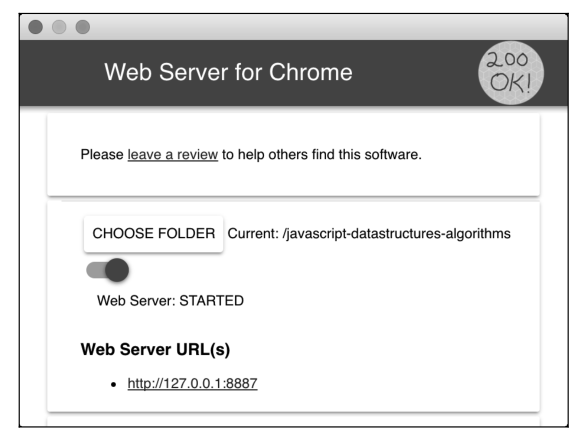 Web Server for Chrome
200
OK!
Please leave a review to help others find this software.
CHOOSE FOLDER Current: /javascript-datastructures-algorithms
Web Server: STARTED
Web Server URL(s)
• http://127.0.0.1:8887